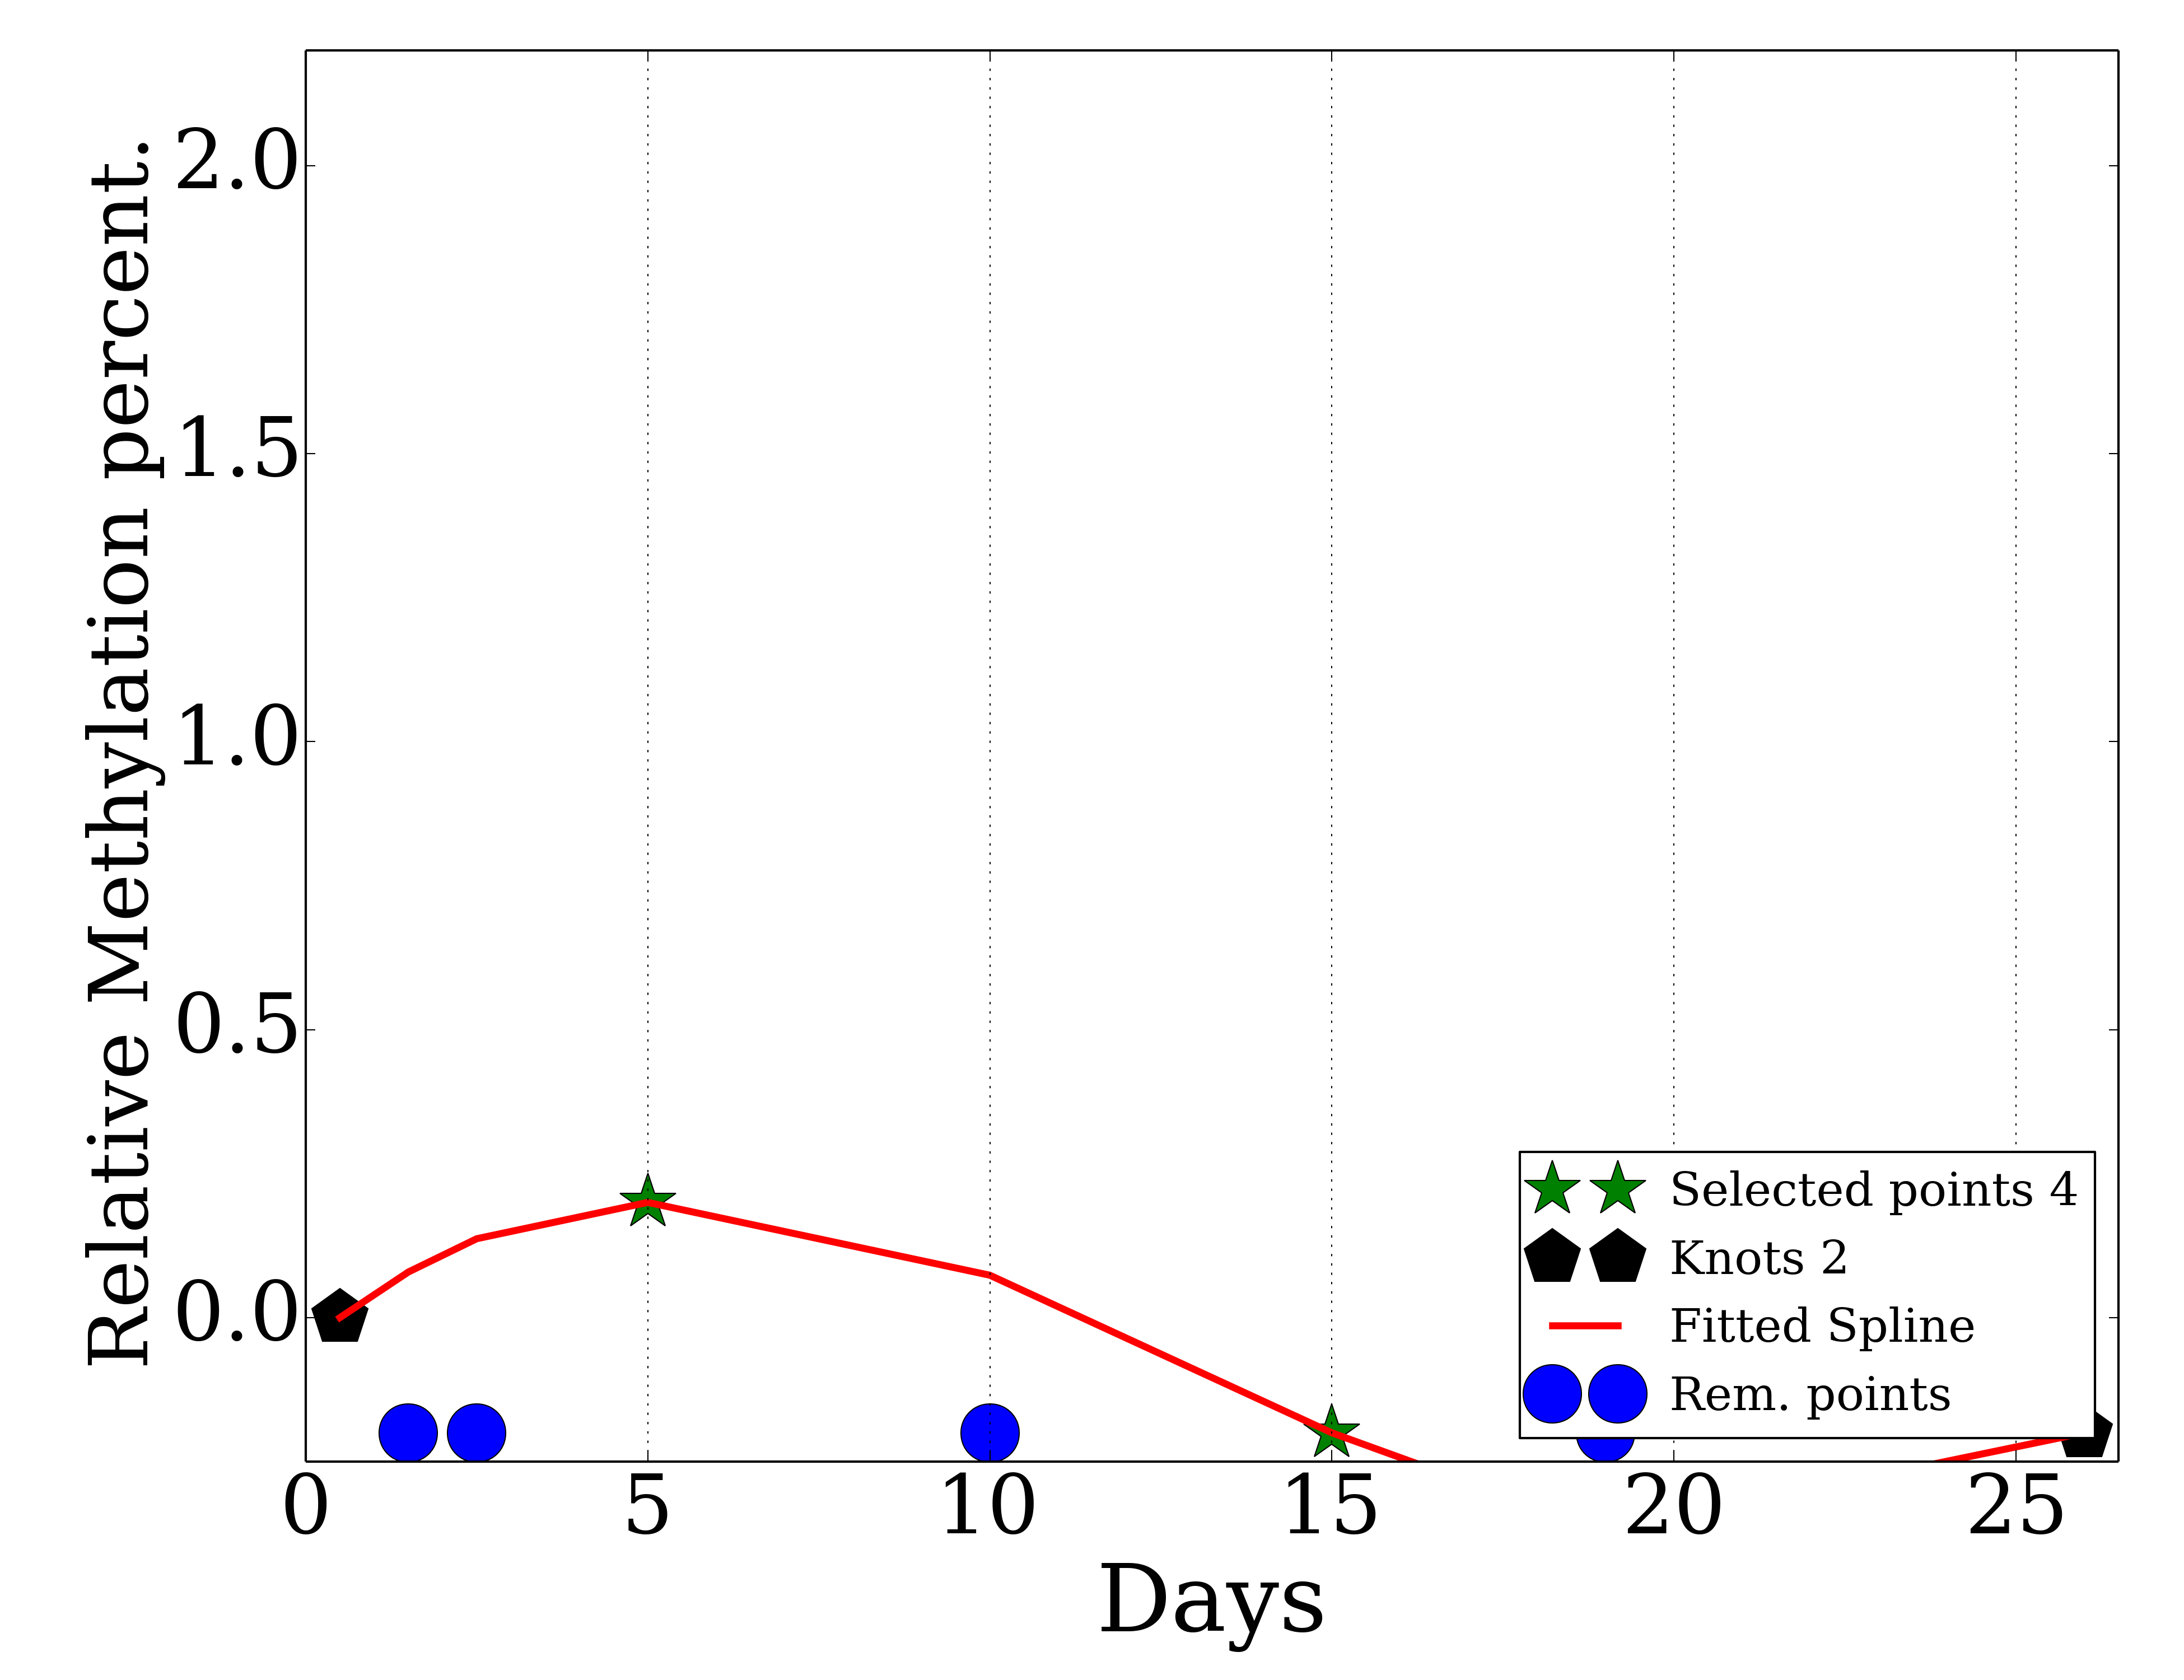 Relative Methylation percent.
2.0
1.5
1.0
0.5
0.0
Selected points 4
Knots 2
Fitted Spline
Rem. points
0 5 10 15 20 25
Days